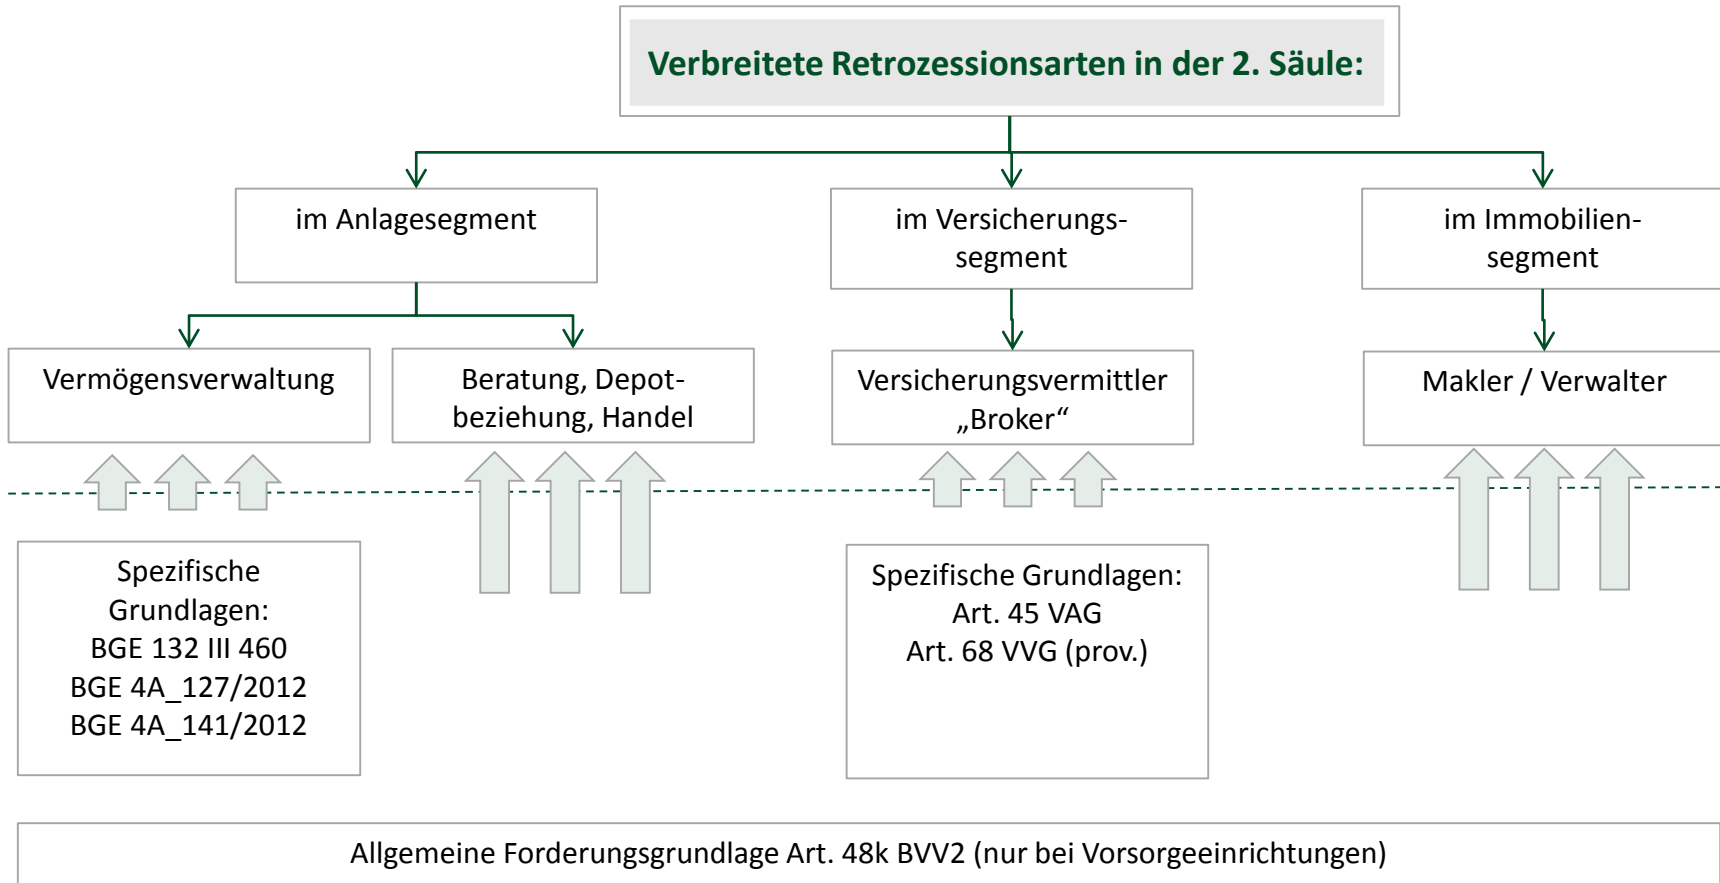 Verbreitete Retrozessionsarten in der 2. Säule:
im Anlagesegment
im Versicherungs-
segment
im Immobilien-
segment
Vermögensverwaltung
Beratung, Depot-
beziehung, Handel
Versicherungsvermittler
„Broker“
Makler / Verwalter
Spezifische
Grundlagen:
BGE 132 III 460
BGE 4A_127/2012
BGE 4A_141/2012
Spezifische Grundlagen:
Art. 45 VAG
Art. 68 VVG (prov.)
Allgemeine Forderungsgrundlage Art. 48k BVV2 (nur bei Vorsorgeeinrichtungen)